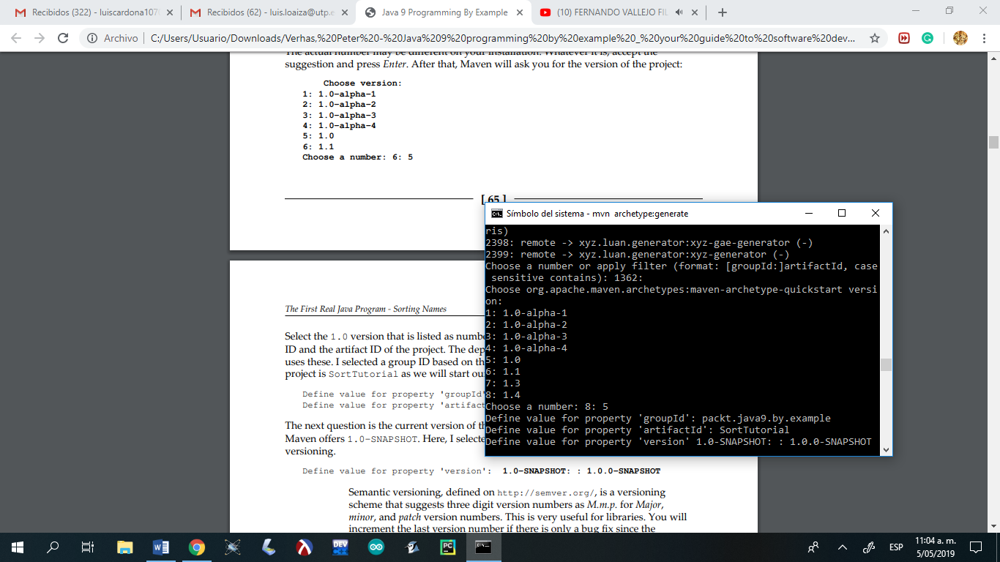 Recibidos (322) - luiscardona107
Recibidos (62) - luis.loaiza@utp.e
Java 9 Programming By Example
(10) FERNANDO VALLEJO FIL
Archivo
C:/Users/Usuario/Downloads/Verhas,%20Peter%20-%20Java%209%20programming%20by%20example%20_%20your%20guide%20to%20software%20dev...
The actual number may be different on your installation. Whatever it is, accept the
suggestion and press Enter. After that, Maven will ask you for the version of the project:
Choose version:
1: 1.0-alpha-1
2: 1.0-alpha-2
3: 1.0-alpha-3
4: 1.0-alpha-4
5: 1.0
6: 1.1
Choose a number: 6: 5
[ 65 ]
The First Real Java Program - Sorting Names
Select the 1.0 version that is listed as numbe
ID and the artifact ID of the project. The dep
uses these. I selected a group ID based on th
project is SortTutorial as we will start ou
Define value for property 'groupId'
Define value for property 'artifact
The next question is the current version of th
Maven offers 1.0-SNAPSHOT. Here, I selecte
versioning.
Define value for property 'version': 1.0-SNAPSHOT: : 1.0.0-SNAPSHOT
Semantic versioning, defined on http://semver.org/, is a versioning
scheme that suggests three digit version numbers as M.m.p. for Major,
minor, and patch version numbers. This is very useful for libraries. You will
increment the last version number if there is only a bug fix since the
Símbolo del sistema - mvn archetype:generate
ris)
2398: remote -> xyz.luan.generator:xyz-gae-generator (-)
2399: remote -> xyz.luan.generator:xyz-generator (-)
Choose a number or apply filter (format: [groupId:]artifactId, case
sensitive contains): 1362:
Choose org.apache.maven.archetypes:maven-archetype-quickstart versi
on:
1: 1.0-alpha-1
2: 1.0-alpha-2
3: 1.0-alpha-3
4: 1.0-alpha-4
5: 1.0
6: 1.1
7: 1.3
8: 1.4
Choose a number: 8: 5
Define value for property 'groupId': packt.java9.by.example
Define value for property 'artifactId': SortTutorial
Define value for property 'version' 1.0-SNAPSHOT: : 1.0.0-SNAPSHOT
DEV
PC
C:\
ESP
11:04 a. m.
5/05/2019